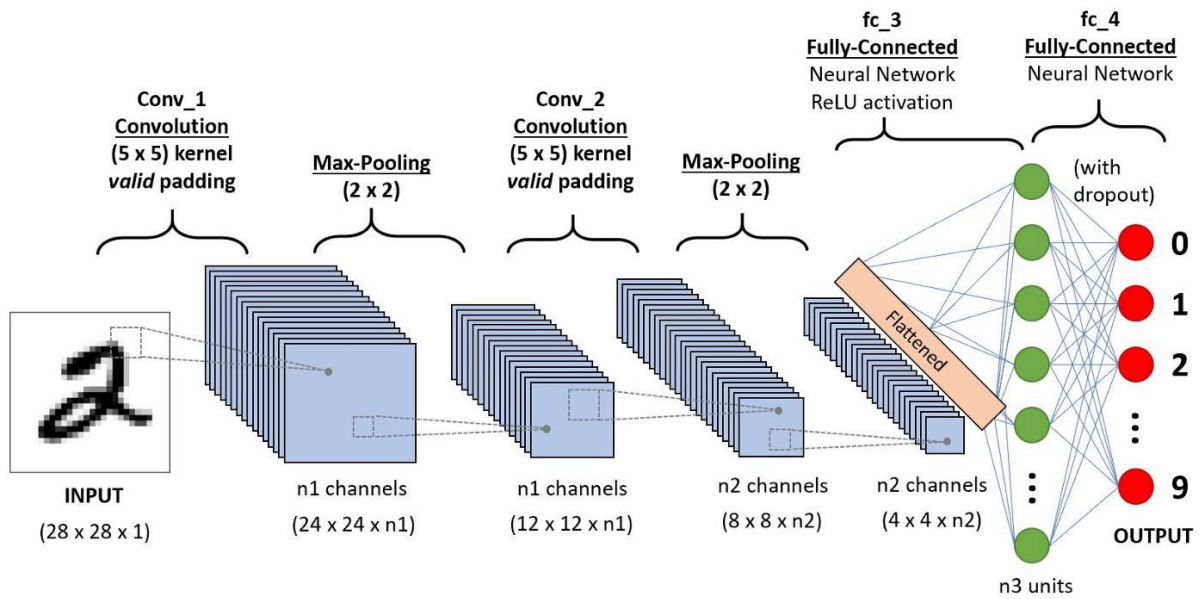 Conv_1
Convolution
(5 x 5) kernel
valid padding
Max-Pooling
(2 x 2)
Conv_2
Convolution
(5 x 5) kernel
valid padding
Max-Pooling
(2 x 2)
fc_3
Fully-Connected
Neural Network
ReLU activation
fc_4
Fully-Connected
Neural Network
(with
dropout)
2
INPUT
(28 x 28 x 1)
n1 channels
(24 x 24 x n1)
n1 channels
(12 x 12 x n1)
n2 channels
(8 x 8 x n2)
n2 channels
(4 x 4 x n2)
Flattened
n3 units
0
1
2
9
OUTPUT